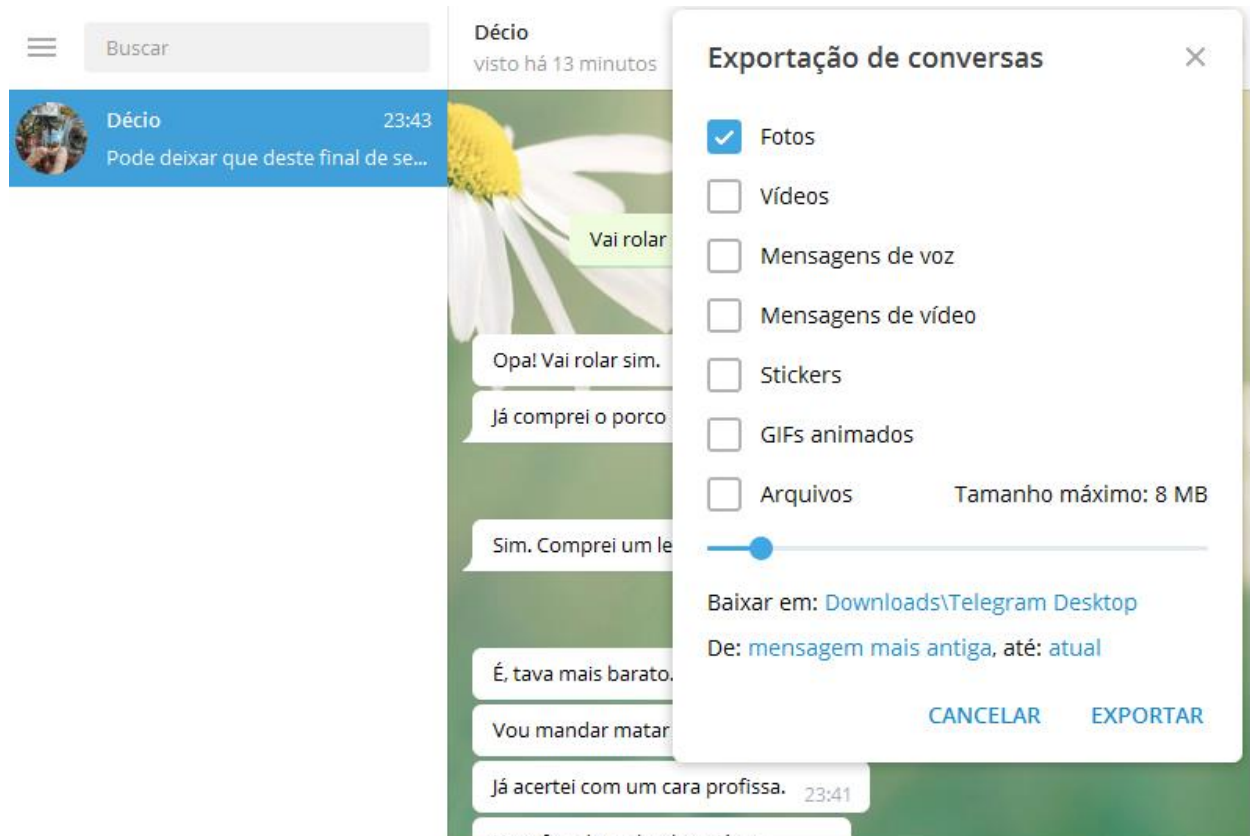 Buscar
Décio
23:43
Pode deixar que deste final de se...
Décio
visto há 13 minutos
Vai rolar
Opa! Vai rolar sim.
Já comprei o porco
Sim. Comprei um le
É, tava mais barato.
Vou mandar matar
Já acertei com um cara profissa. 23:41
Exportação de conversas
Fotos
Vídeos
Mensagens de voz
Mensagens de vídeo
Stickers
GIFs animados
Arquivos Tamanho máximo: 8 MB
Baixar em: Downloads\Telegram Desktop
De: mensagem mais antiga, até: atual
CANCELAR EXPORTAR